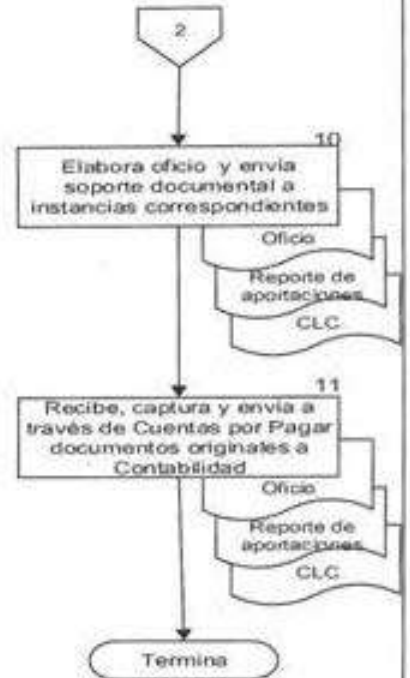 2
10
Elabora oficio y envía
soporte documental a
instancias correspondientes
Oficio
Reporte de
aportaciones
CLC
11
Recibe, captura y envia a
través de Cuentas por Pagar
documentos originales a
Contabilidad
Oficio
Reporte de
aportaciones
CLC
Termina